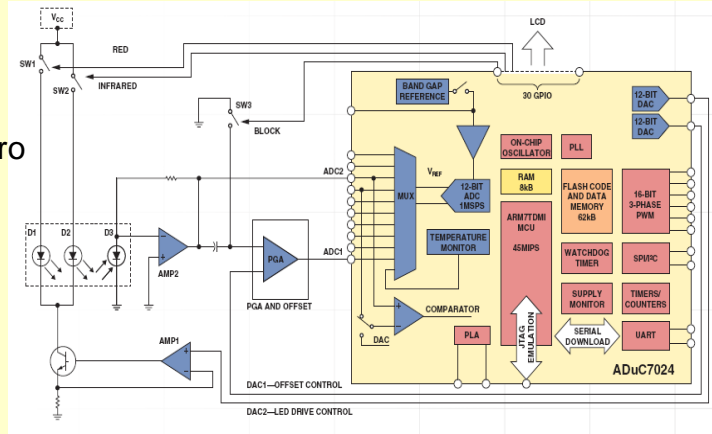 VCC
LCD
RED
SW1
INFRARED
SW2
SW3
BLOCK
ro
BAND GAP
REFERENCE
30 GPIO
12-BIT
DAC
12-BIT
DAC
ON-CHIP
OSCILLATOR
PLL
ADC2
MUX
VREF
12-BIT
ADC
1MSPS
RAM
8kB
FLASH CODE
AND DATA
MEMORY
62kB
16-BIT
3-PHASE
PWM
ARM7TDMI
MCU
45MIPS
D1
D2
D3
AMP2
PGA
ADC1
TEMPERATURE
MONITOR
WATCHDOG
TIMER
SPI/I²C
PGA AND OFFSET
COMPARATOR
SUPPLY
MONITOR
TIMERS/
COUNTERS
DAC
PLA
JTAG
EMULATION
SERIAL
DOWNLOAD
UART
AMP1
ADuC7024
DAC1—OFFSET CONTROL
DAC2—LED DRIVE CONTROL